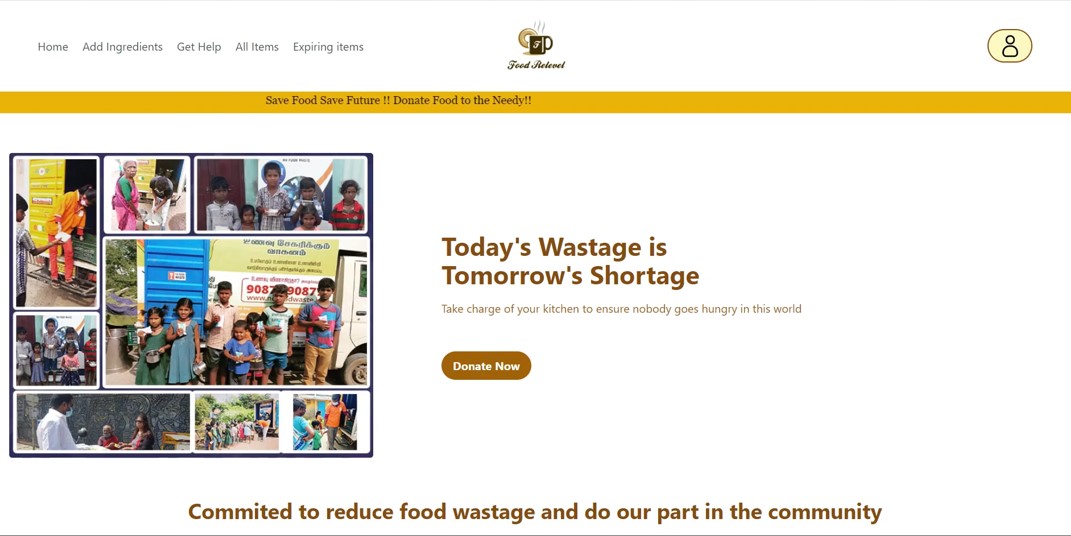 Home Add Ingredients Get Help All Items Expiring items
Food Relevel
Save Food Save Future !! Donate Food to the Needy!!
உணவு சேகரிக்கும்
வாகனம்
Today's Wastage is
Tomorrow's Shortage
Take charge of your kitchen to ensure nobody goes hungry in this world
Donate Now
Commited to reduce food wastage and do our part in the community